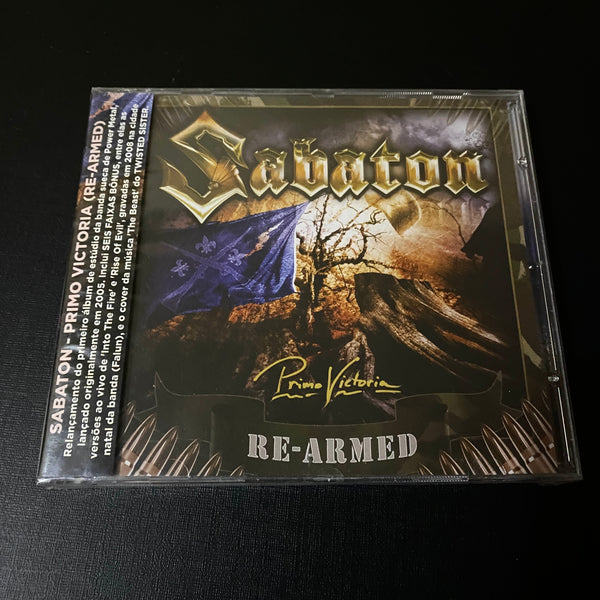 SABATON - PRIMO VICTORIA (RE-ARMED)
Relançamento do primeiro álbum de estúdio da banda sueca de Power Metal,
lançado originalmente em 2005. Inclui SEIS FAIXAS BONUS, entre elas as
versões ao vivo de 'Into The Fire' e 'Rise Of Evil', gravadas em 2008 na cidade
natal da banda (Falun), e o cover da música 'The Beast' do TWISTED SISTER.
Sabaton
Primo Victoria
RE-ARMED